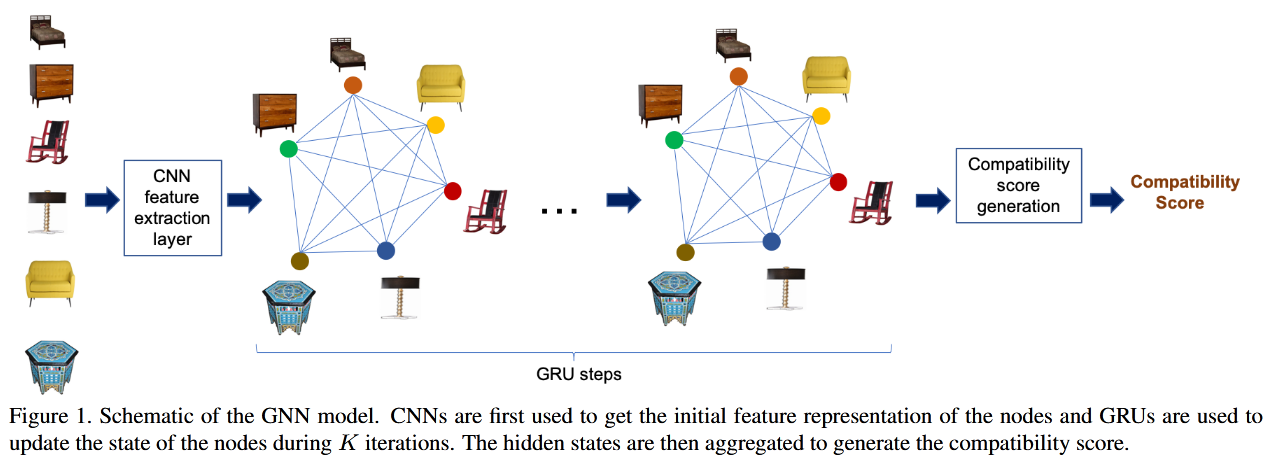 CNN
feature
extraction
layer
...
Compatibility
score
generation
Compatibility
Score
GRU steps
Figure 1. Schematic of the GNN model. CNNs are first used to get the initial feature representation of the nodes and GRUs are used to
update the state of the nodes during K iterations. The hidden states are then aggregated to generate the compatibility score.